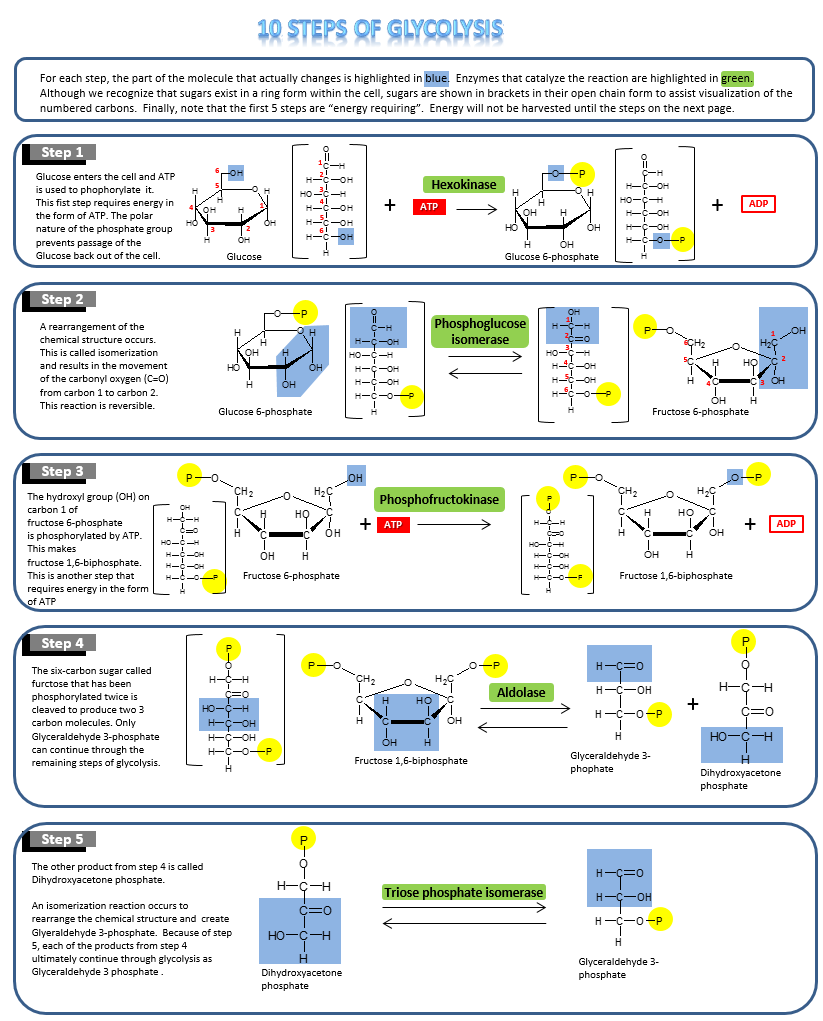 10 STEPS OF GLYCOLYSIS
For each step, the part of the molecule that actually changes is highlighted in blue. Enzymes that catalyze the reaction are highlighted in green.
Although we recognize that sugars exist in a ring form within the cell, sugars are shown in brackets in their open chain form to assist visualization of the
numbered carbons. Finally, note that the first 5 steps are “energy requiring”. Energy will not be harvested until the steps on the next page.
Step 1
Glucose enters the cell and ATP
is used to phophorylate it.
This fist step requires energy in
the form of ATP. The polar
nature of the phosphate group
prevents passage of the
Glucose back out of the cell.
Glucose
+
Hexokinase
ATP
Glucose 6-phosphate
+
ADP
Step 2
A rearrangement of the
chemical structure occurs.
This is called isomerization
and results in the movement
of the carbonyl oxygen (C=O)
from carbon 1 to carbon 2.
This reaction is reversible.
Glucose 6-phosphate
Phosphoglucose
isomerase
Fructose 6-phosphate
Step 3
The hydroxyl group (OH) on
carbon 1 of
fructose 6-phosphate
is phosphorylated by ATP.
This makes
fructose 1,6-biphosphate.
This is another step that
requires energy in the form
of ATP
Fructose 6-phosphate
+
Phosphofructokinase
ATP
Fructose 1,6-biphosphate
+
ADP
Step 4
The six-carbon sugar called
furctose that has been
phosphorylated twice is
cleaved to produce two 3
carbon molecules. Only
Glyceraldehyde 3-phosphate
can continue through the
remaining steps of glycolysis.
Fructose 1,6-biphosphate
Aldolase
Glyceraldehyde 3-
phophate
+
Dihydroxyacetone
phosphate
Step 5
The other product from step 4 is called
Dihydroxyacetone phosphate.
An isomerization reaction occurs to
rearrange the chemical structure and create
Glyeraldehyde 3-phosphate. Because of step
5, each of the products from step 4
ultimately continue through glycolysis as
Glyceraldehyde 3 phosphate .
Dihydroxyacetone
phosphate
Triose phosphate isomerase
Glyceraldehyde 3-
phosphate